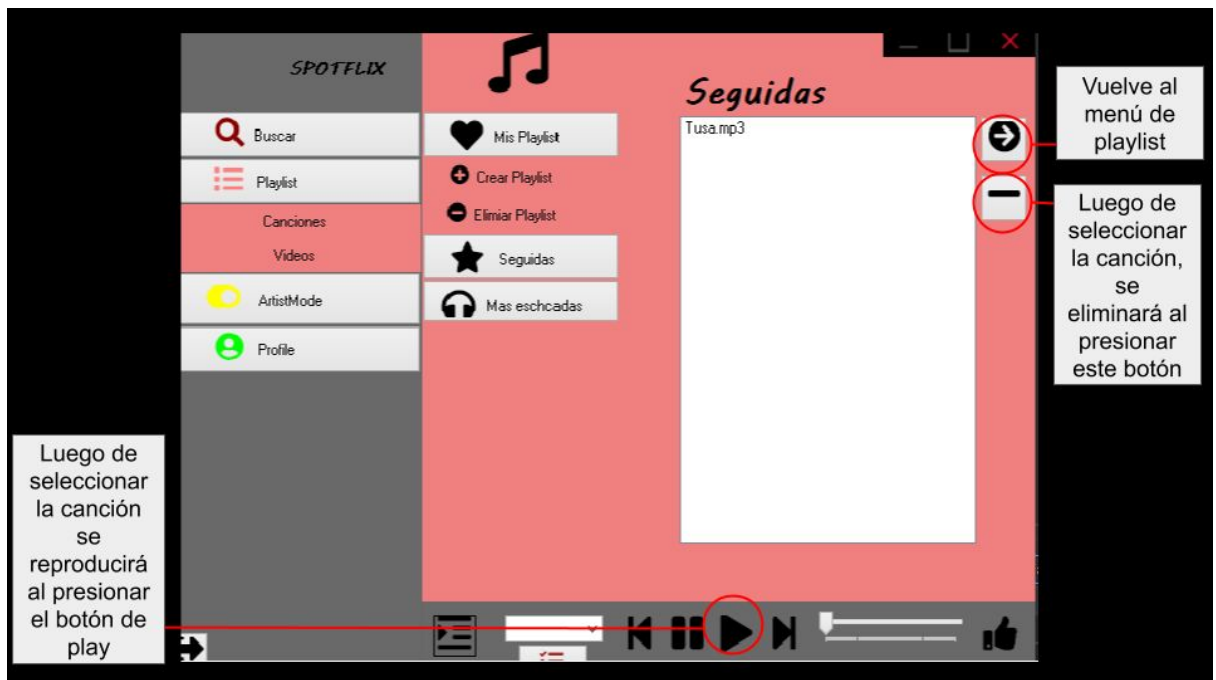 SPOTFLIX
Buscar
Playlist
Canciones
Videos
ArtistMode
Profile
Mis Playlist
Crear Playlist
Elimiar Playlist
Seguidas
Mas eschcadas
Seguidas
Tusa.mp3
Vuelve al
menú de
playlist
Luego de
seleccionar
la canción,
se
eliminará al
presionar
este botón
Luego de
seleccionar
la canción
se
reproducirá
al presionar
el botón de
play